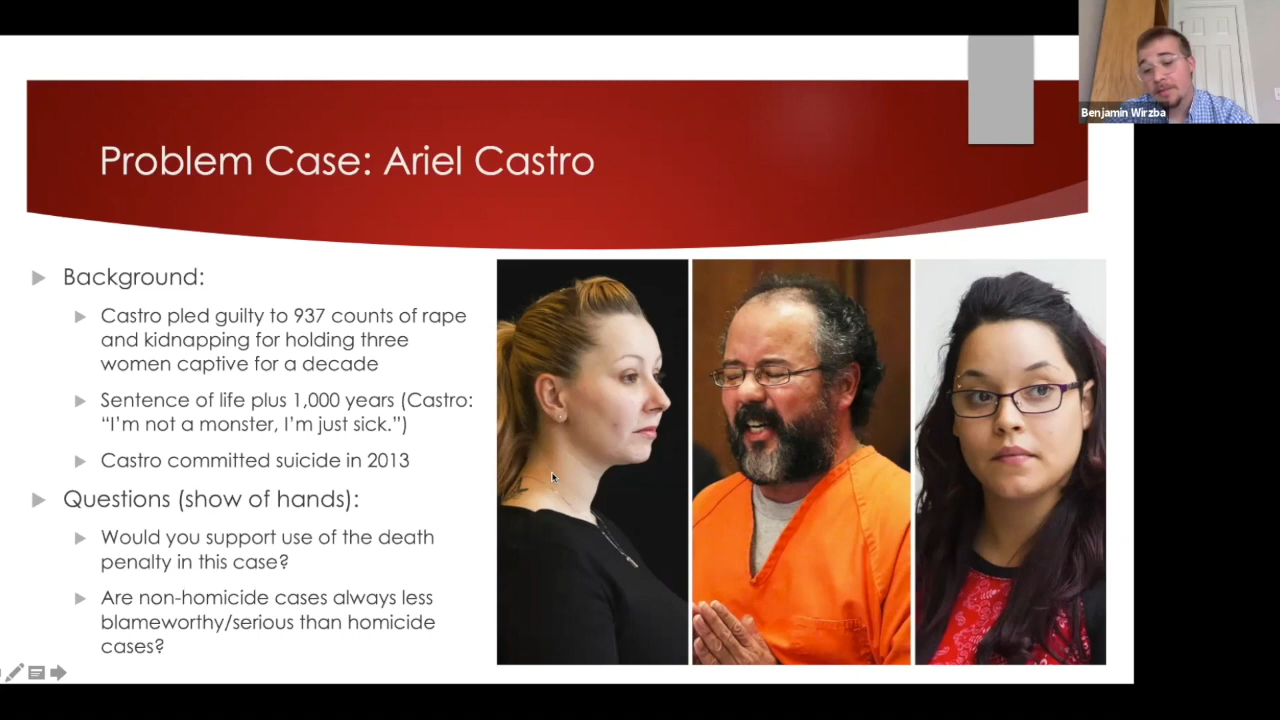 Problem Case: Ariel Castro
Benjamin Wirzba
Background:
Castro pled guilty to 937 counts of rape
and kidnapping for holding three
women captive for a decade
Sentence of life plus 1,000 years (Castro:
“I’m not a monster, I’m just sick.”)
Castro committed suicide in 2013
Questions (show of hands):
Would you support use of the death
penalty in this case?
Are non-homicide cases always less
blameworthy/serious than homicide
cases?